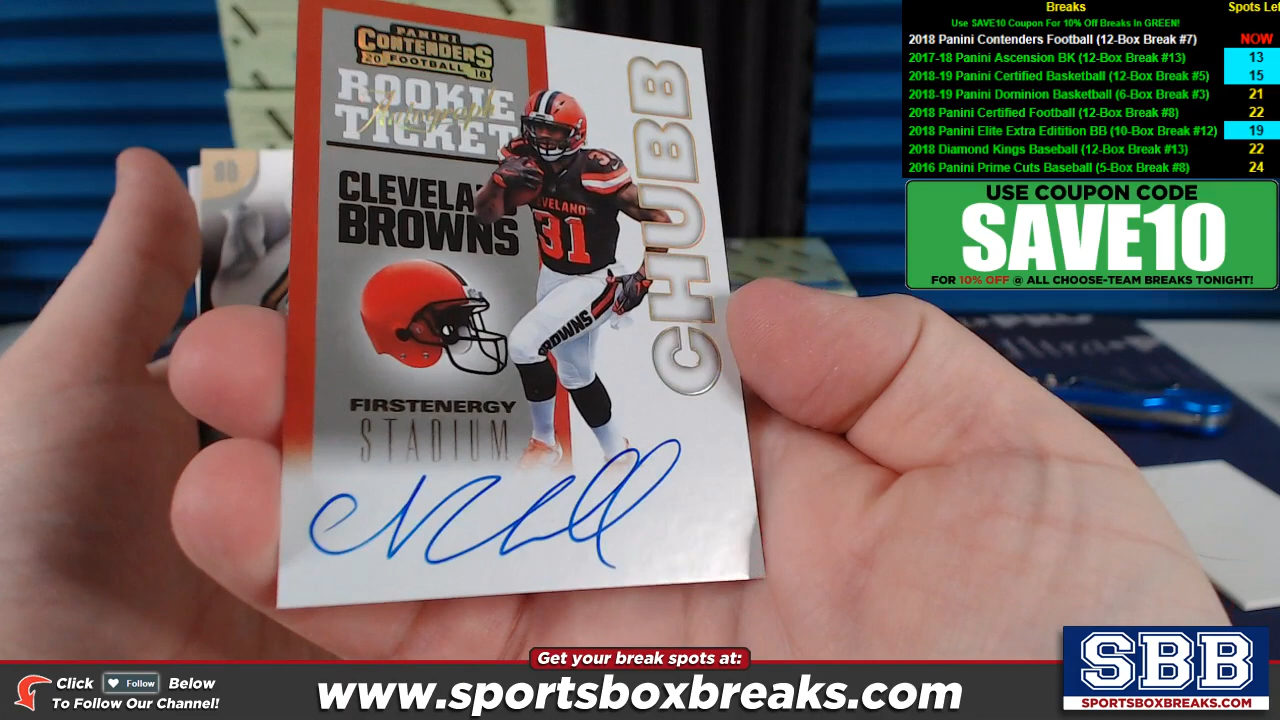 PANINI
CONTENDERS
20 FOOTBALL 18
ROOKIE
Autograph
TICKET
CLEVELAND
BROWNS
CLEVELAND
31
31
BROWNS
CHUBB
FIRSTENERGY
STADIUM
Breaks Spots Lef
Use SAVE10 Coupon For 10% Off Breaks In GREEN!
2018 Panini Contenders Football (12-Box Break #7) NOW
2017-18 Panini Ascension BK (12-Box Break #13) 13
2018-19 Panini Certified Basketball (12-Box Break #5) 15
2018-19 Panini Dominion Basketball (6-Box Break #3) 21
2018 Panini Certified Football (12-Box Break #8) 22
2018 Panini Elite Extra Edition BB (10-Box Break #12) 19
2018 Diamond Kings Baseball (12-Box Break #13) 22
2016 Panini Prime Cuts Baseball (5-Box Break #8) 24
USE COUPON CODE
SAVE10
FOR 10% OFF @ ALL CHOOSE-TEAM BREAKS TONIGHT!
Get your break spots at:
Click Follow Below
To Follow Our Channel!
www.sportsboxbreaks.com
SBB
SPORTSBOXBREAKS.COM